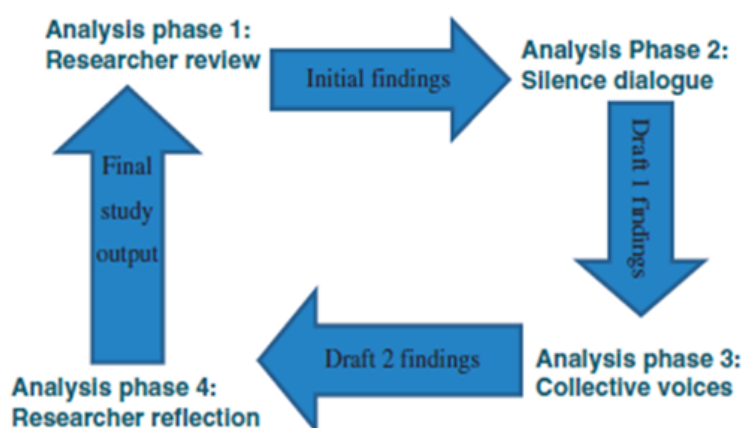 Analysis phase 1:
Researcher review
Initial findings
Analysis Phase 2:
Silence dialogue
Draft 1 findings
Analysis phase 3:
Collective voices
Draft 2 findings
Analysis phase 4:
Researcher reflection
Final
study
output